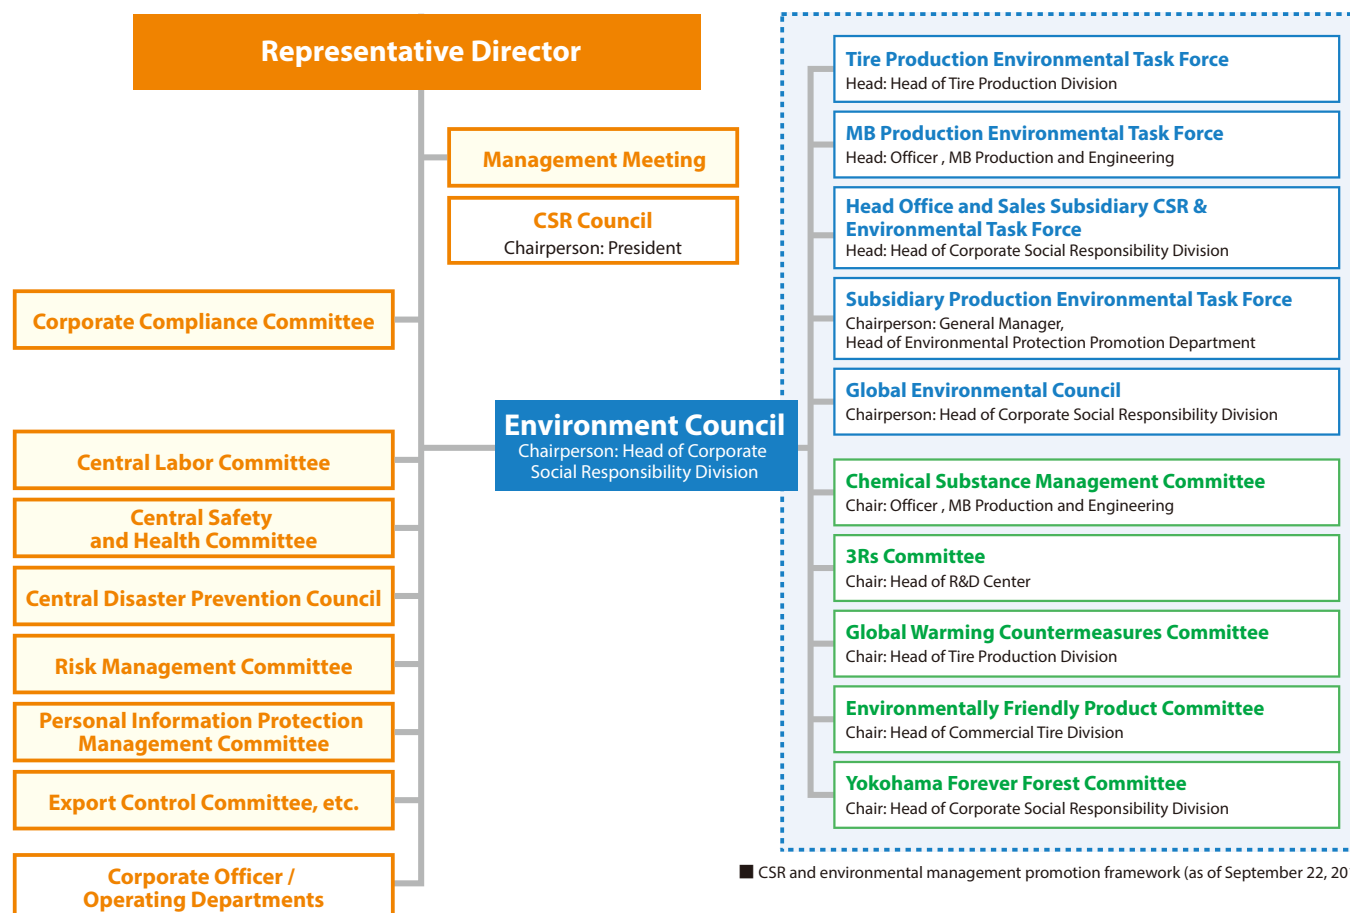 Representative Director
Management Meeting
CSR Council
Chairperson: President
Corporate Compliance Committee
Central Labor Committee
Central Safety
and Health Committee
Central Disaster Prevention Council
Risk Management Committee
Personal Information Protection
Management Committee
Export Control Committee, etc.
Corporate Officer /
Operating Departments
Environment Council
Chairperson: Head of Corporate
Social Responsibility Division
Tire Production Environmental Task Force
Head: Head of Tire Production Division
MB Production Environmental Task Force
Head: Officer , MB Production and Engineering
Head Office and Sales Subsidiary CSR &
Environmental Task Force
Head: Head of Corporate Social Responsibility Division
Subsidiary Production Environmental Task Force
Chairperson: General Manager,
Head of Environmental Protection Promotion Department
Global Environmental Council
Chairperson: Head of Corporate Social Responsibility Division
Chemical Substance Management Committee
Chair: Officer , MB Production and Engineering
3Rs Committee
Chair: Head of R&D Center
Global Warming Countermeasures Committee
Chair: Head of Tire Production Division
Environmentally Friendly Product Committee
Chair: Head of Commercial Tire Division
Yokohama Forever Forest Committee
Chair: Head of Corporate Social Responsibility Division
■ CSR and environmental management promotion framework (as of September 22,